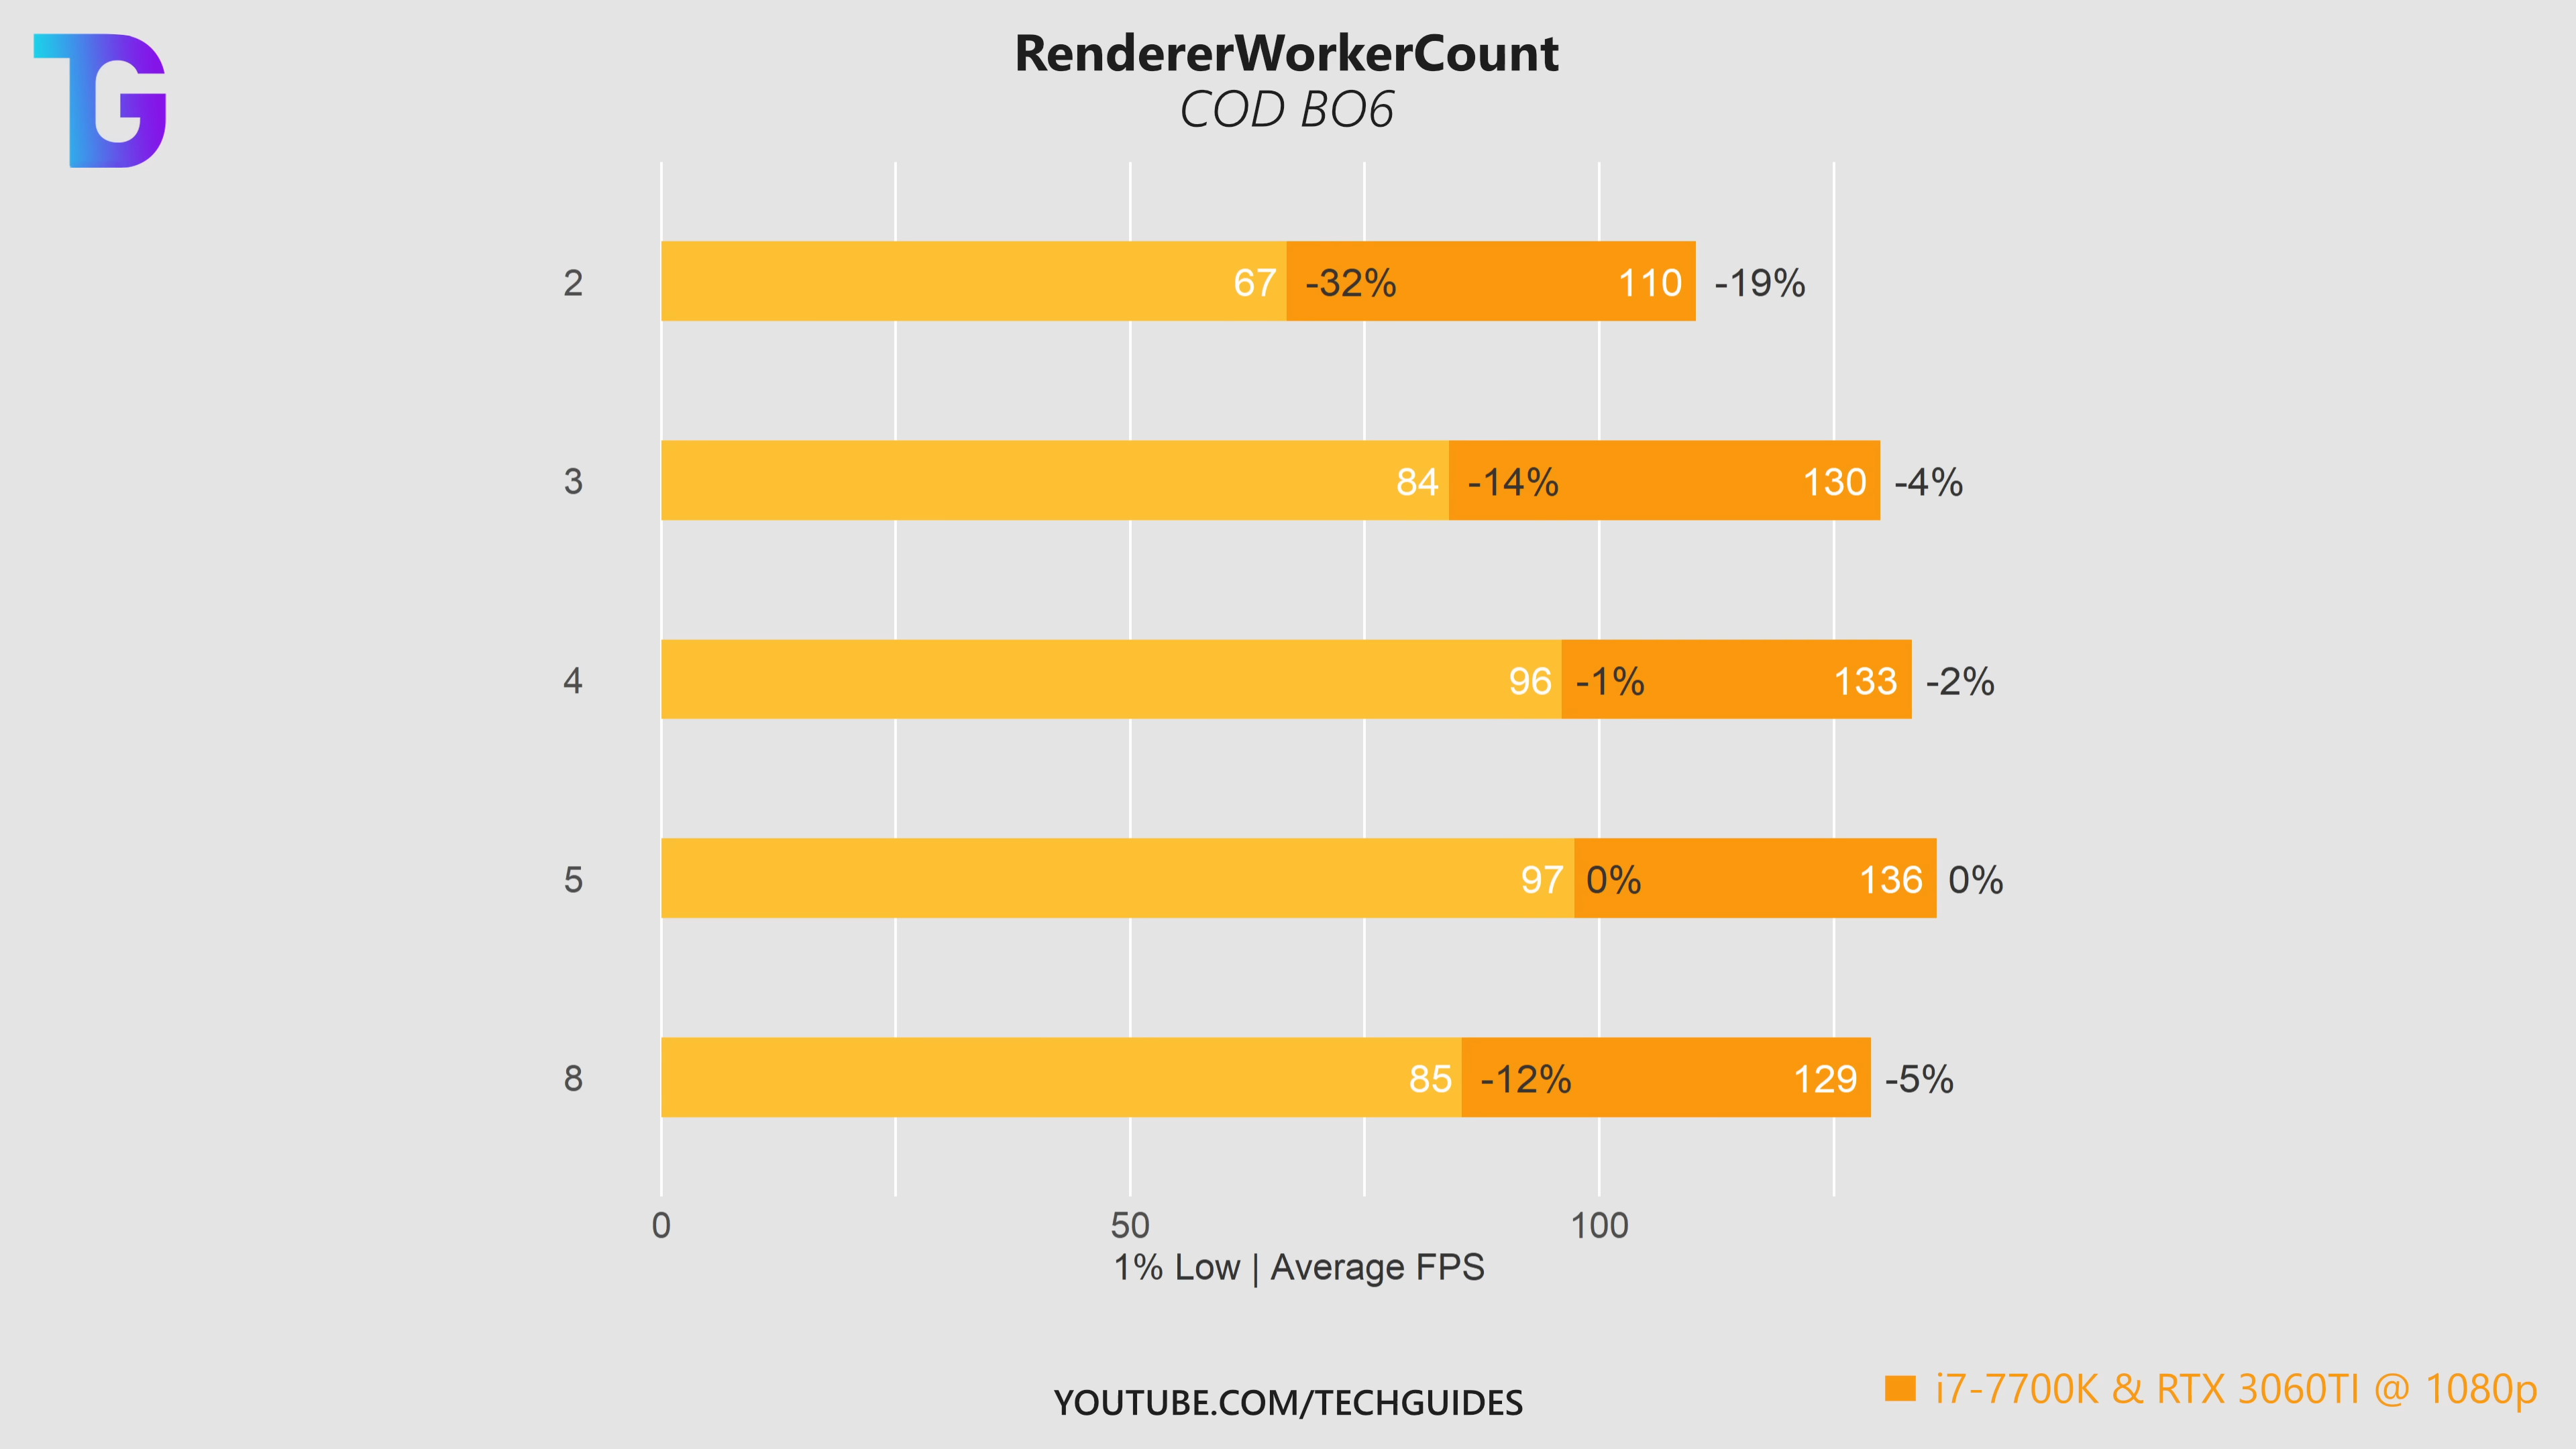 TG
RendererWorkerCount
COD BO6
2 67 -32% 110 -19%
3 84 -14% 130 -4%
4 96 -1% 133 -2%
5 97 0% 136 0%
8 85 -12% 129 -5%
0 50 100
1% Low | Average FPS
YOUTUBE.COM/TECHGUIDES
i7-7700K & RTX 3060TI @ 1080p